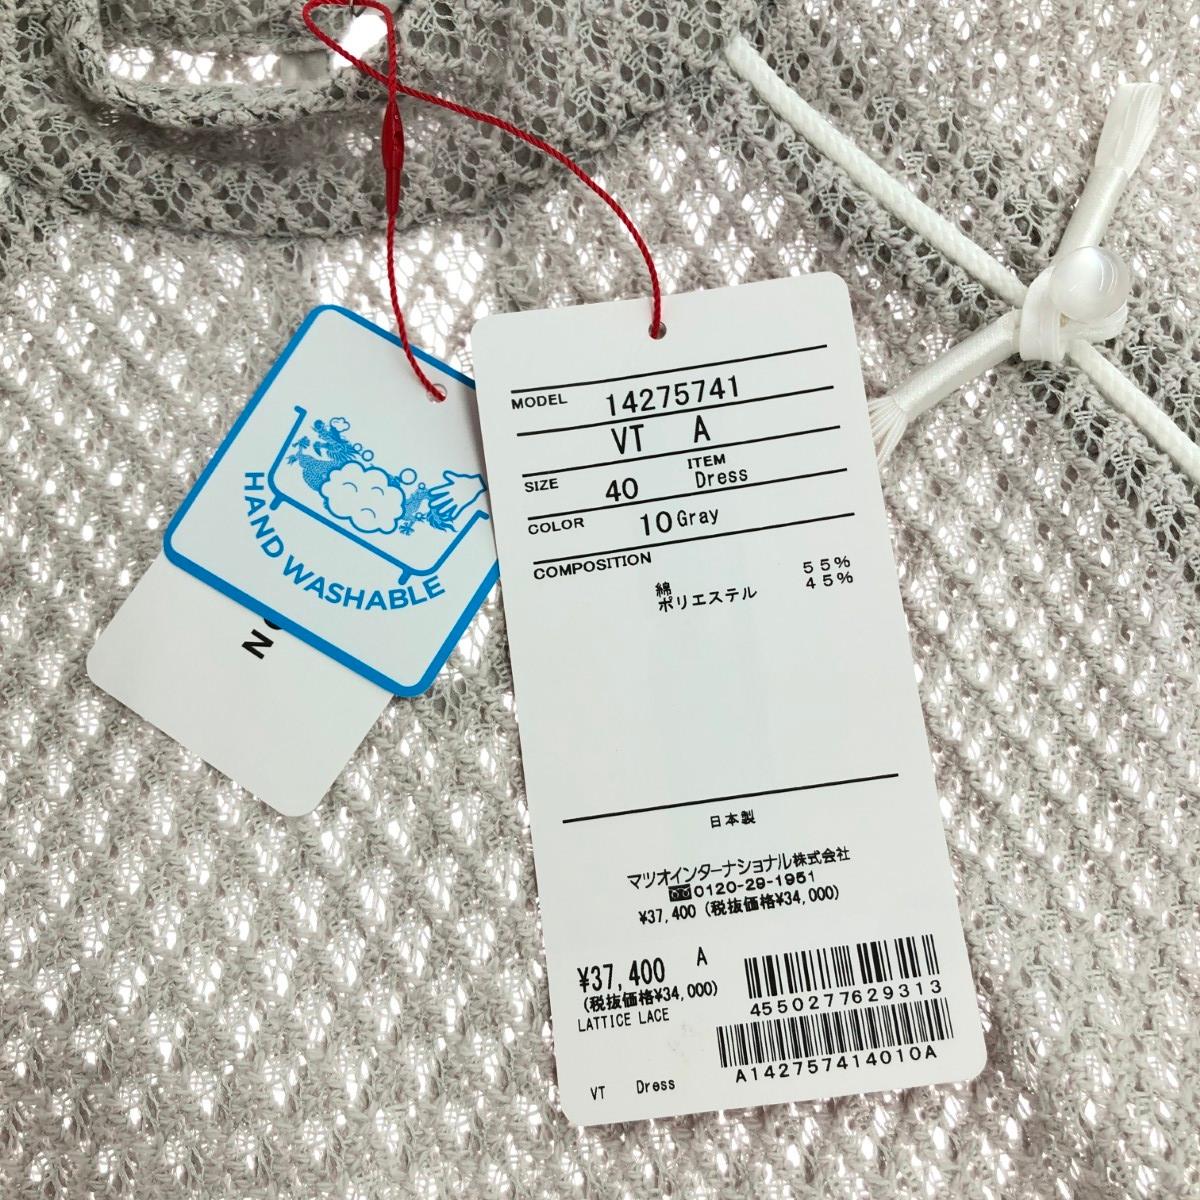 HAND WASHABLE
N
MODEL 14275741
VT A
SIZE 40 ITEM Dress
COLOR 10 Gray
COMPOSITION
綿 55%
ポリエステル 45%
日本製
マツオインターナショナル株式会社
0120-29-1951
¥37,400 (税抜価格¥34,000)
¥37,400 A
(税抜価格¥34,000)
LATTICE LACE
4550277629313
A142757414010A
VT Dress